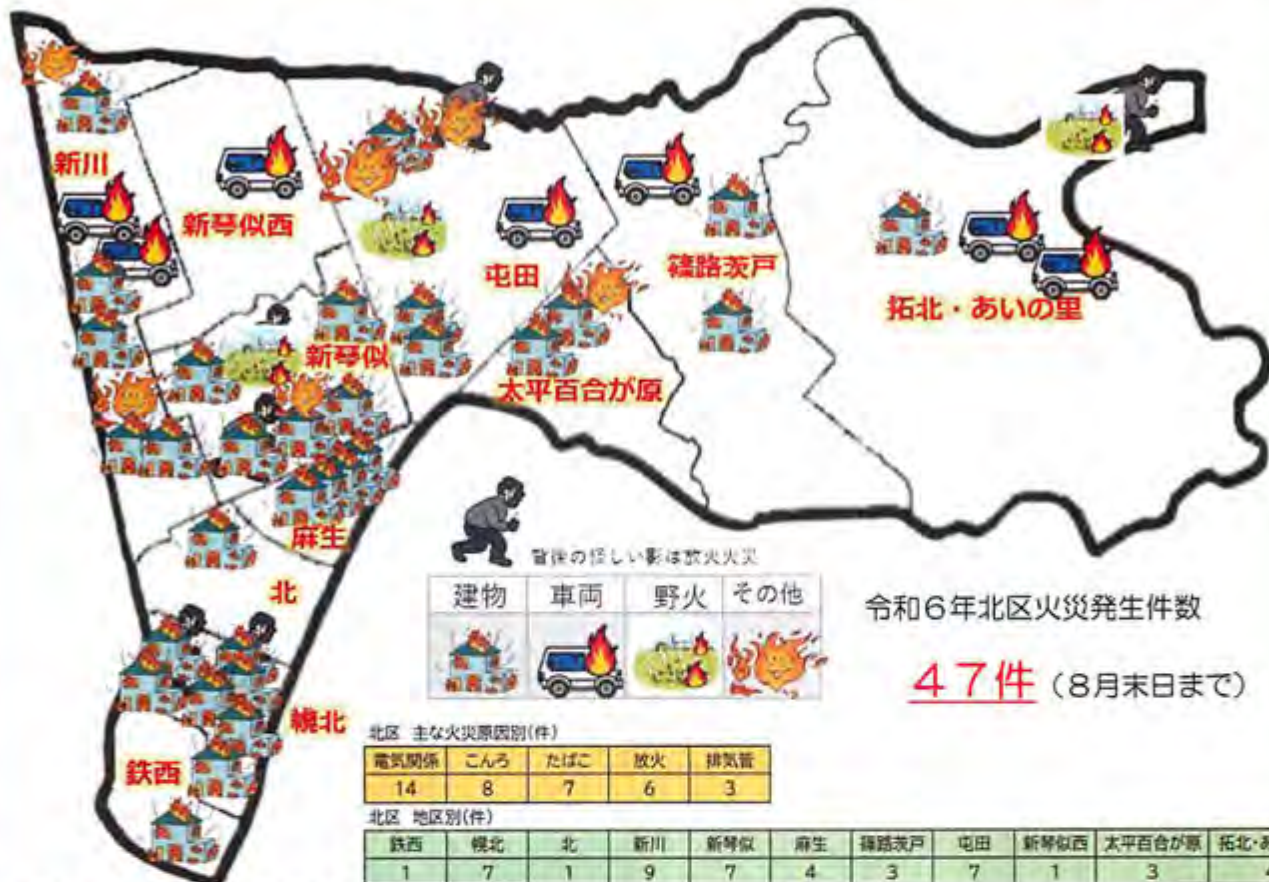 新川
新琴似西
屯田
篠路茨戸
拓北・あいの里
新琴似
太平百合が原
麻生
北
幌北
鉄西
背後の怪しい影は放火火災
建物 車両 野火 その他
令和6年北区火災発生件数
47件 (8月末日まで)
北区 主な火災原因別(件)
電気関係 こんろ たばこ 放火 排気管
14 8 7 6 3
北区 地区別(件)
鉄西 幌北 北 新川 新琴似 麻生 篠路茨戸 屯田 新琴似西 太平百合が原 拓北・あ
1 7 1 9 7 4 3 7 1 3